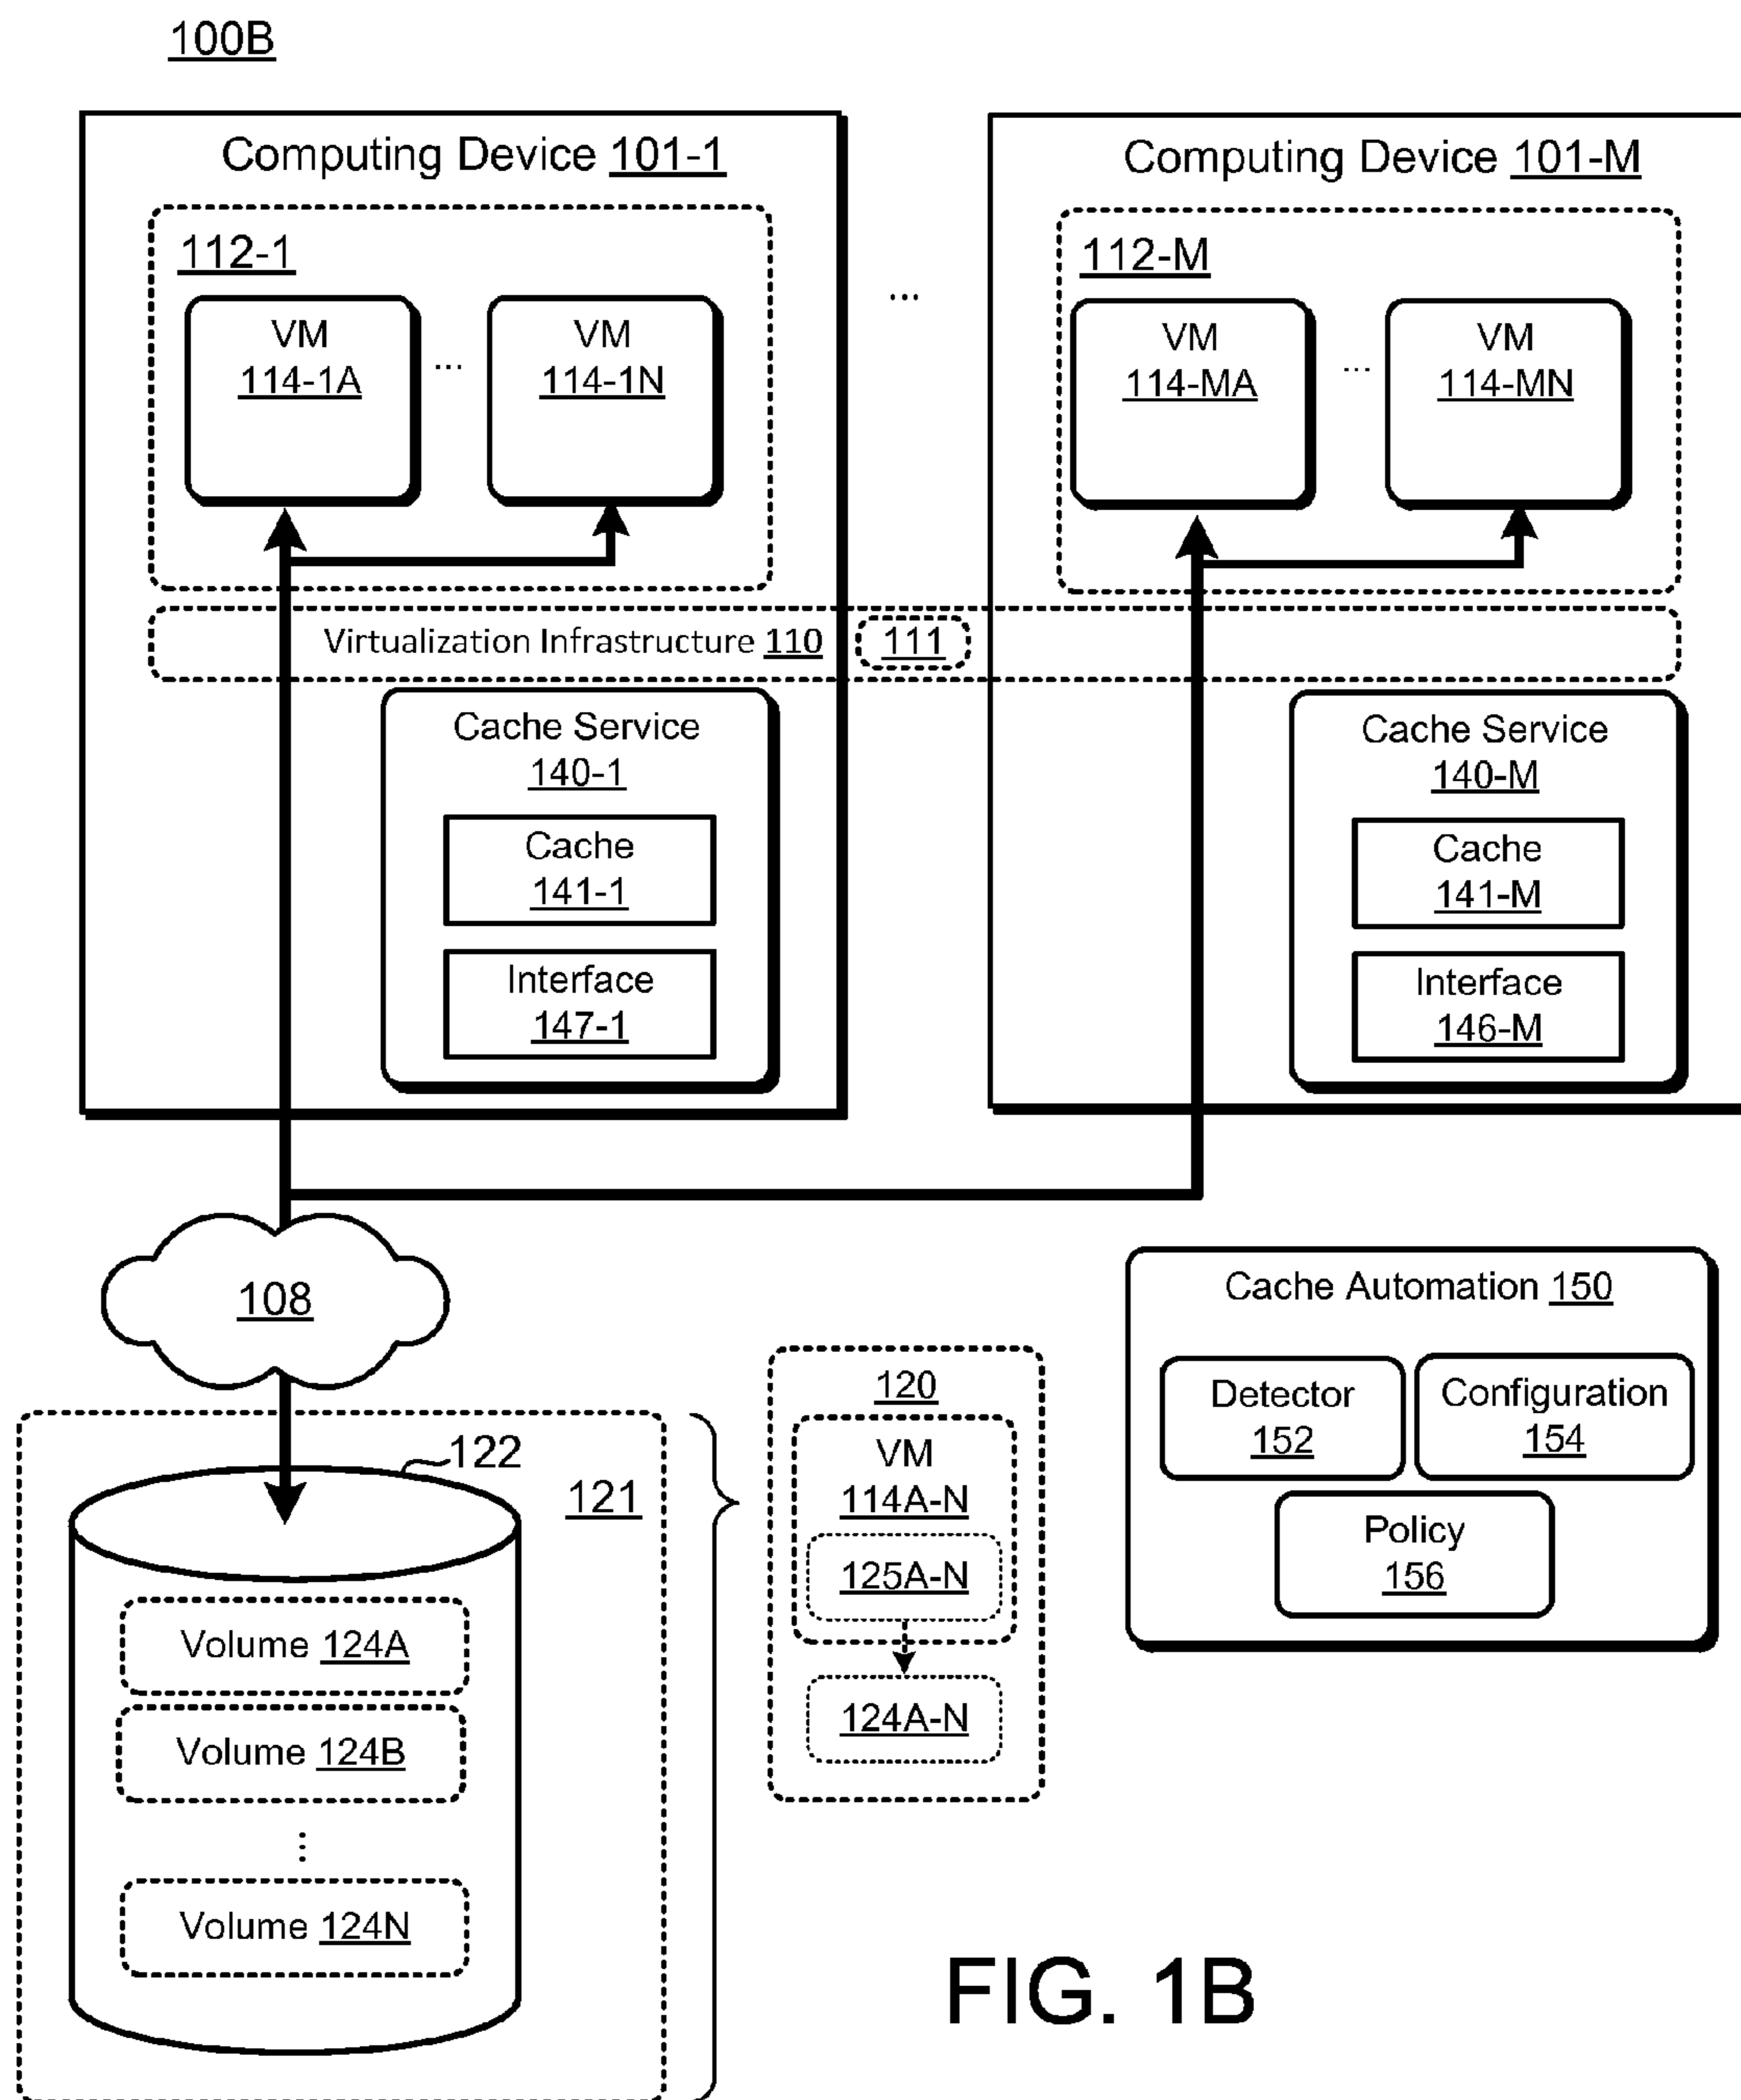 100B
Computing Device 101-1
112-1
VM
114-1A
...
VM
114-1N
...
Computing Device 101-M
112-M
VM
114-MA
...
VM
114-MN
Virtualization Infrastructure 110
111
Cache Service
140-1
Cache
141-1
Interface
147-1
Cache Service
140-M
Cache
141-M
Interface
146-M
108
122
121
Volume 124A
Volume 124B
...
Volume 124N
120
VM
114A-N
125A-N
124A-N
Cache Automation 150
Detector
152
Configuration
154
Policy
156
FIG. 1B